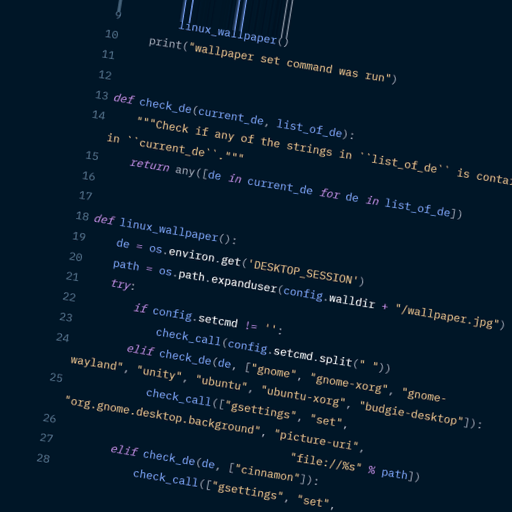 9
linux_wallpaper()
10
print("wallpaper set command was run")
11
12
13 def check_de(current_de, list_of_de):
14 """Check if any of the strings in ``list_of_de`` is contai
in ``current_de``."""
15 return any([de in current_de for de in list_of_de])
16
17
18 def linux_wallpaper():
19 de = os.environ.get('DESKTOP_SESSION')
20 path = os.path.expanduser(config.walldir + "/wallpaper.jpg")
21 try:
22 if config.setcmd != '':
23 check_call(config.setcmd.split(" "))
24 elif check_de(de, ["gnome", "gnome-xorg", "gnome-
wayland", "unity", "ubuntu", "ubuntu-xorg", "budgie-desktop"]):
25 check_call(["gsettings", "set",
"org.gnome.desktop.background", "picture-uri",
26 "file://%s" % path])
27 elif check_de(de, ["cinnamon"]):
28 check_call(["gsettings", "set",